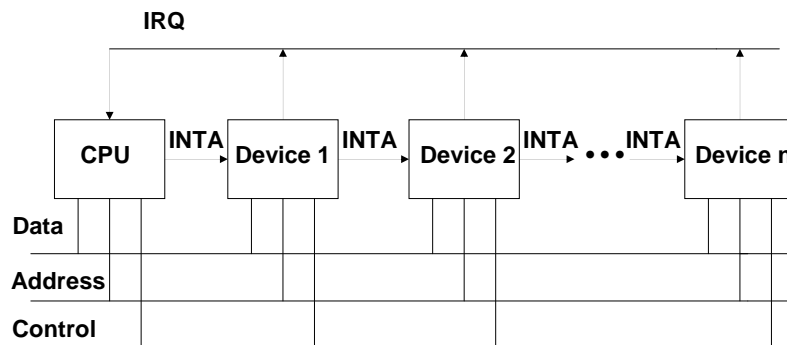 IRQ
CPU INTA Device 1 INTA Device 2 INTA ••• INTA Device n
Data
Address
Control